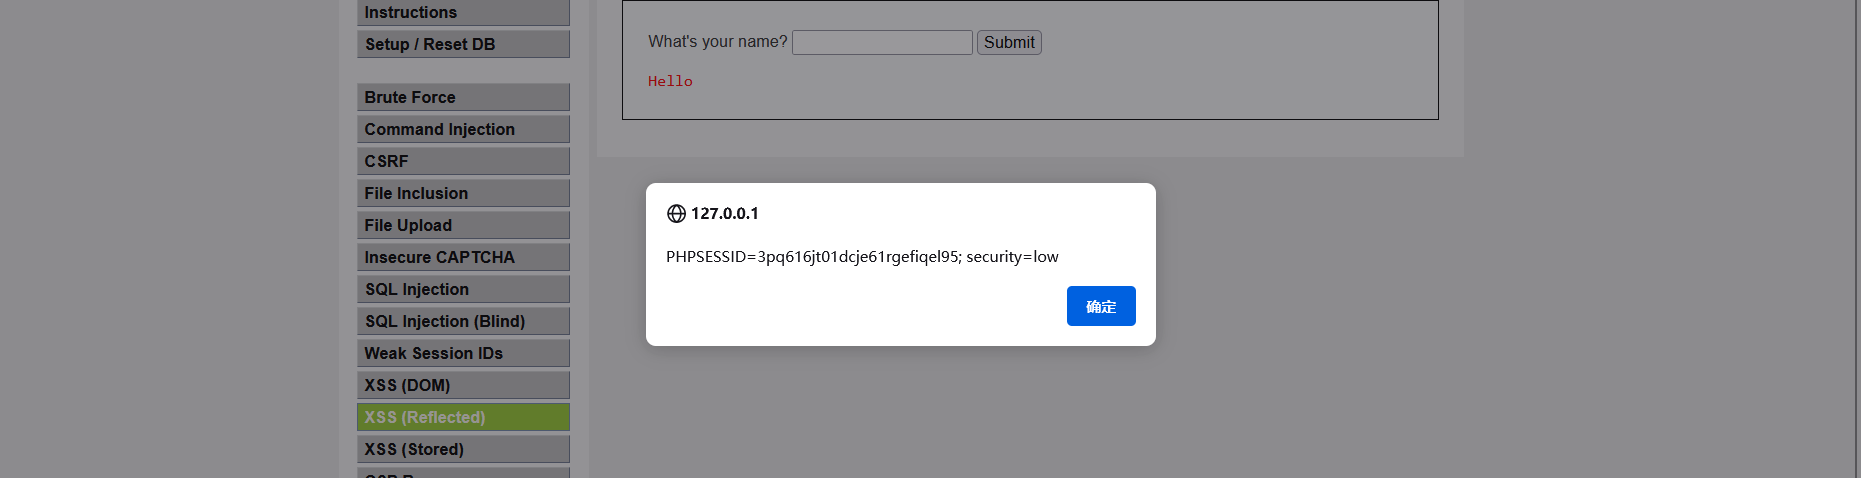 Instructions
Setup / Reset DB
Brute Force
Command Injection
CSRF
File Inclusion
File Upload
Insecure CAPTCHA
SQL Injection
SQL Injection (Blind)
Weak Session IDs
XSS (DOM)
XSS (Reflected)
XSS (Stored)
What's your name? Submit
Hello
127.0.0.1
PHPSESSID=3pq616jt01dcje61rgefiqel95; security=low
确定